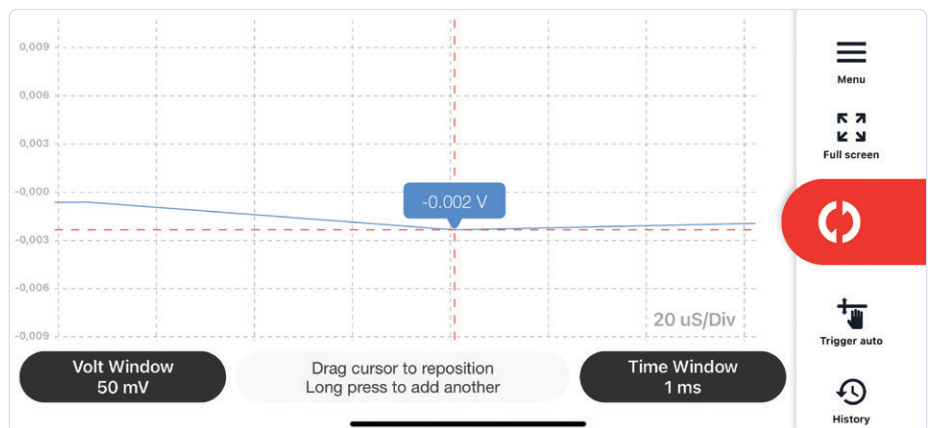 0,009
0,006
0,003
-0,000
-0,003
-0,006
-0,009
-0.002 V
20 uS/Div
Volt Window
50 mV
Drag cursor to reposition
Long press to add another
Time Window
1 ms
Menu
Full screen
Trigger auto
History